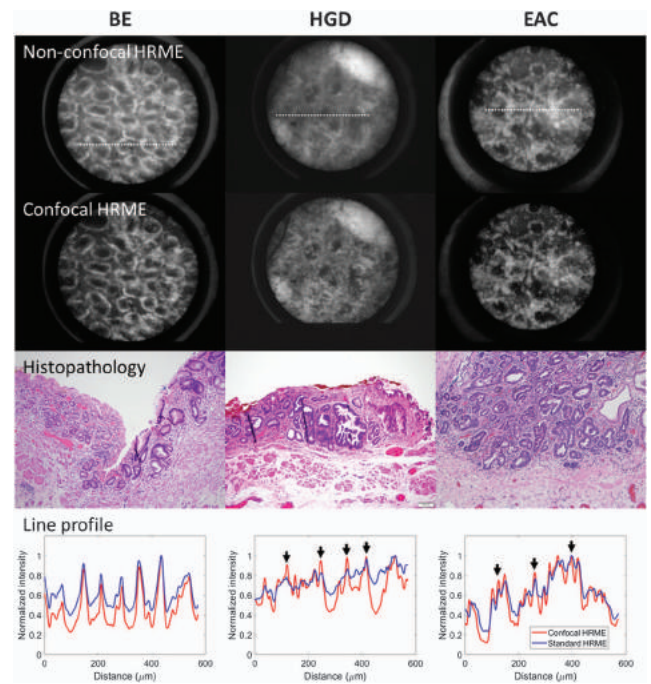 BE HGD EAC
Non-confocal HRME
Confocal HRME
Histopathology
Line profile
Normalized intensity
1
0.8
0.6
0.4
0.2
0
0 200 400 600
Distance (μm)
Normalized intensity
1
0.8
0.6
0.4
0.2
0
0 200 400 600
Distance (μm)
Normalized intensity
1
0.8
0.6
0.4
0.2
0
Confocal HRME
Standard HRME
0 200 400 600
Distance (μm)